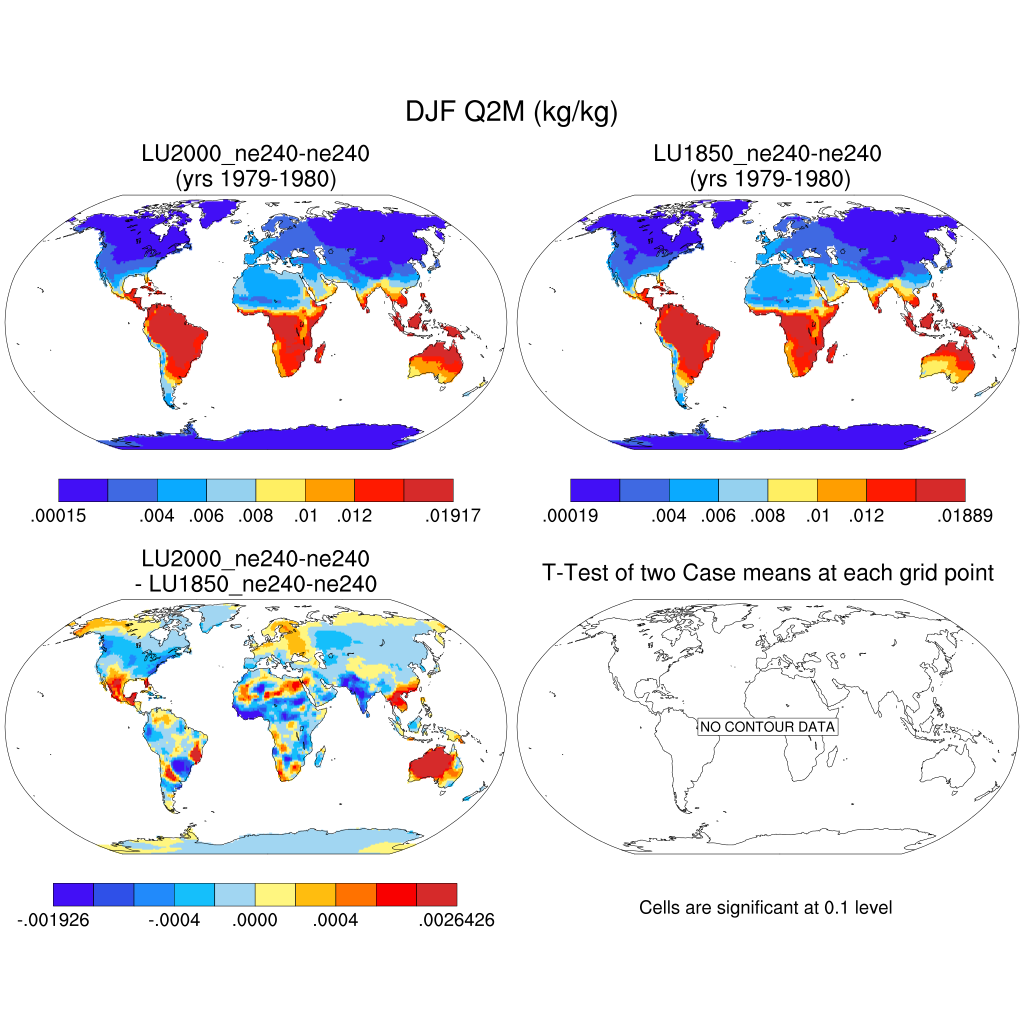 DJF Q2M (kg/kg)
LU2000_ne240-ne240
(yrs 1979-1980)
LU1850_ne240-ne240
(yrs 1979-1980)
.00015 .004 .006 .008 .01 .012 .01917
.00019 .004 .006 .008 .01 .012 .01889
LU2000_ne240-ne240
- LU1850_ne240-ne240
T-Test of two Case means at each grid point
NO CONTOUR DATA
-.001926 -.0004 .0000 .0004 .0026426
Cells are significant at 0.1 level